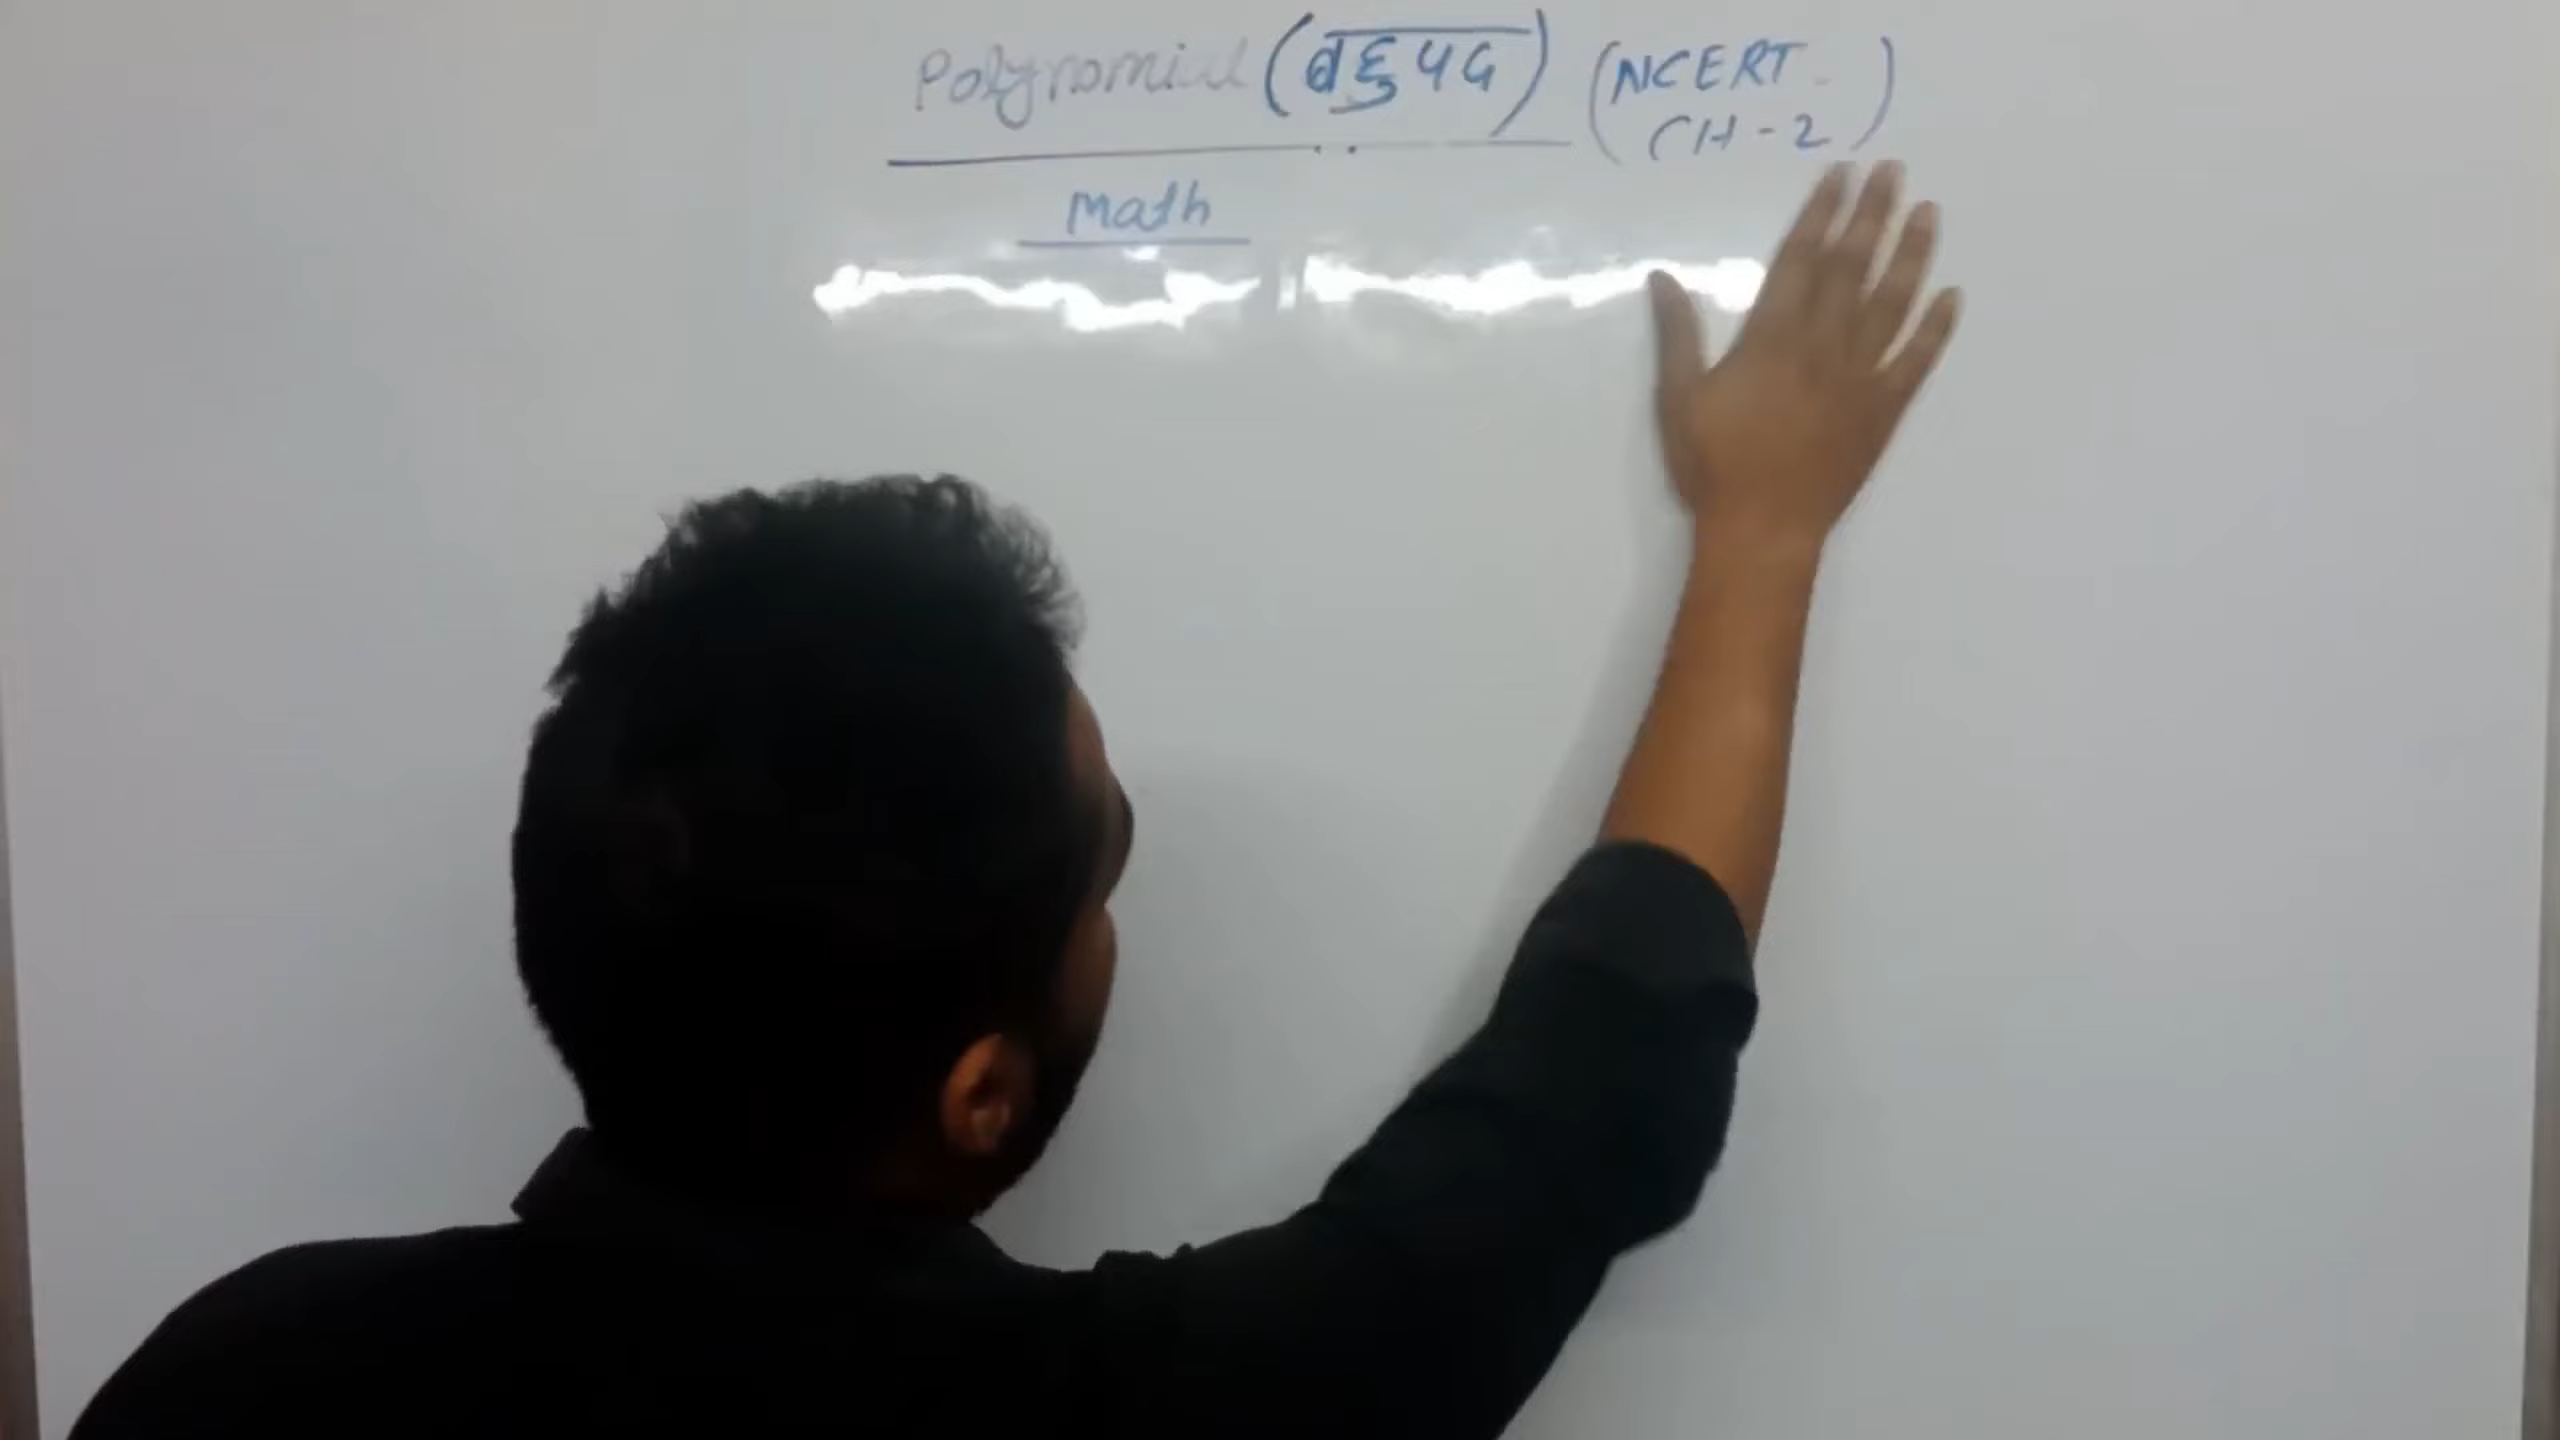 Polynomial (बहुपद) (NCERT-
CH-2)
Math